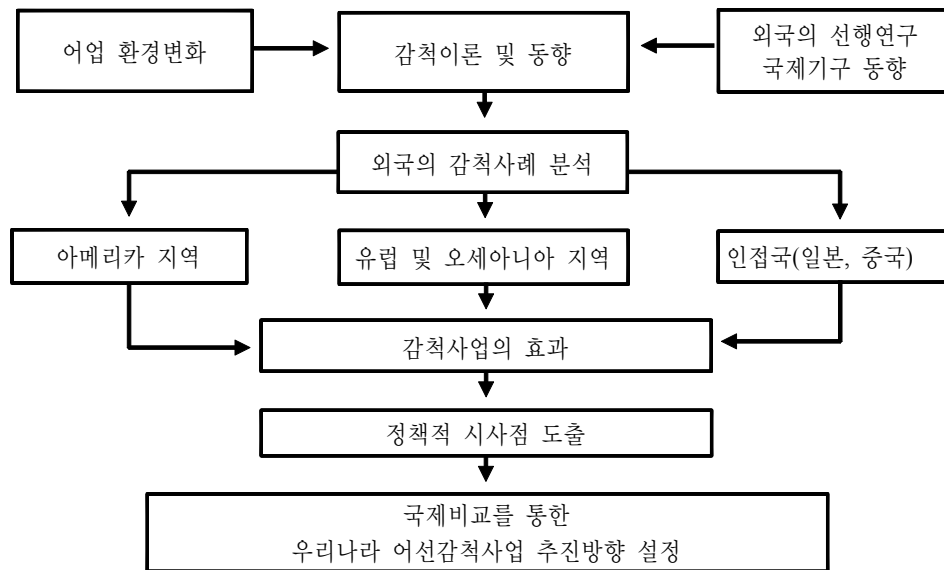 어업 환경변화
감척이론 및 동향
외국의 선행연구
국제기구 동향
외국의 감척사례 분석
아메리카 지역
유럽 및 오세아니아 지역
인접국(일본, 중국)
감척사업의 효과
정책적 시사점 도출
국제비교를 통한
우리나라 어선감척사업 추진방향 설정